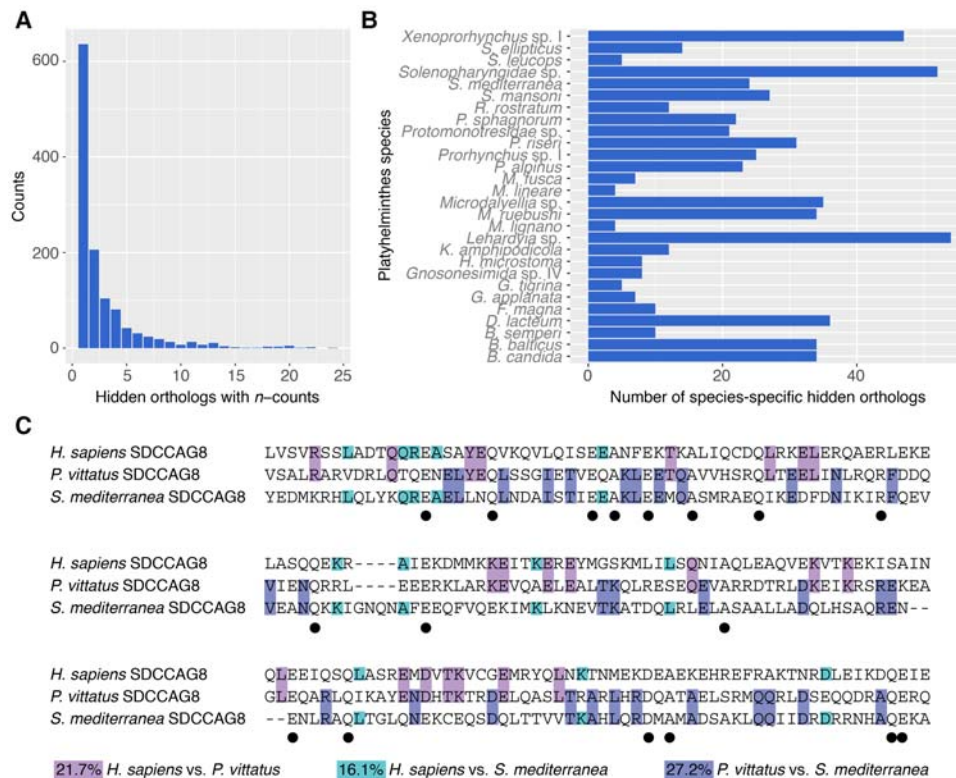 A
B
600
400
200
0
Counts
0 5 10 15 20 25
Hidden orthologs with n–counts
Platyhelminthes species
Xenoprorhynchus sp. I
S. ellipticus
S. leucops
Solenopharyngidae sp.
S. mediterranea
S. mansoni
R. rostratum
P. sphagnorum
Protomonotresidae sp.
P. riseri
Prorhynchus sp. I
P. alpinus
M. fusca
M. lineare
Microdalyellia sp.
M. ruebushi
M. lignano
Lehardyia sp.
K. amphipodicola
H. microstoma
Gnosonesimida sp. IV
G. tigrina
G. applanata
F. magna
D. lacteum
B. semperi
B. balticus
B. candida
0 20 40
Number of species-specific hidden orthologs
C
H. sapiens SDCCAG8 LVSVRSSLADTQQREASAYEQVKQVLQISEEANFEKTKALIQCDQLRKELERQAERLEKE
P. vittatus SDCCAG8 VSALRARVDRLQTQENELYEQLSSGIETVEQAKLEEMQAVVHSRQLTEELINLQRRFDDQ
S. mediterranea SDCCAG8 YEDMKRHLQLYKQREAELLNQLNDAISTIEEAKLEEMQASMRAEQIKEDFDNIKIRFQEV
H. sapiens SDCCAG8 LASQQEKR----AIEKDMMKKEITKEREYMGSKMLILSQNIAQLEAQVEKVTKEKISAIN
P. vittatus SDCCAG8 VIENQRRL----EEERKLARKEVQAELEALTKQLRESQEVARRDTRLDKIKSREKEA
S. mediterranea SDCCAG8 VEANQKKIGNQNAFEEQFVQEKIMKLKNEVTKATDQLRLELASAALLADQLHSAQREN--
H. sapiens SDCCAG8 QLEEIQSQLASREMDVTKVCGEMRYQLNKTNMEKDEAEKEHREFRAKTNRDLEIKDQEIE
P. vittatus SDCCAG8 GLEQARLQIKAYENDHTKTRDELQASLTRARLHRDQATAELSRMQQRLDSEQQDRAQERQ
S. mediterranea SDCCAG8 --ENLRAQLTGLQNEKCEQSDQLTTVVTKAHLQRDMAMADSAKLQQIIDRDRRNHAQEKA
21.7% H. sapiens vs. P. vittatus 16.1% H. sapiens vs. S. mediterranea 27.2% P. vittatus vs. S. mediterranea